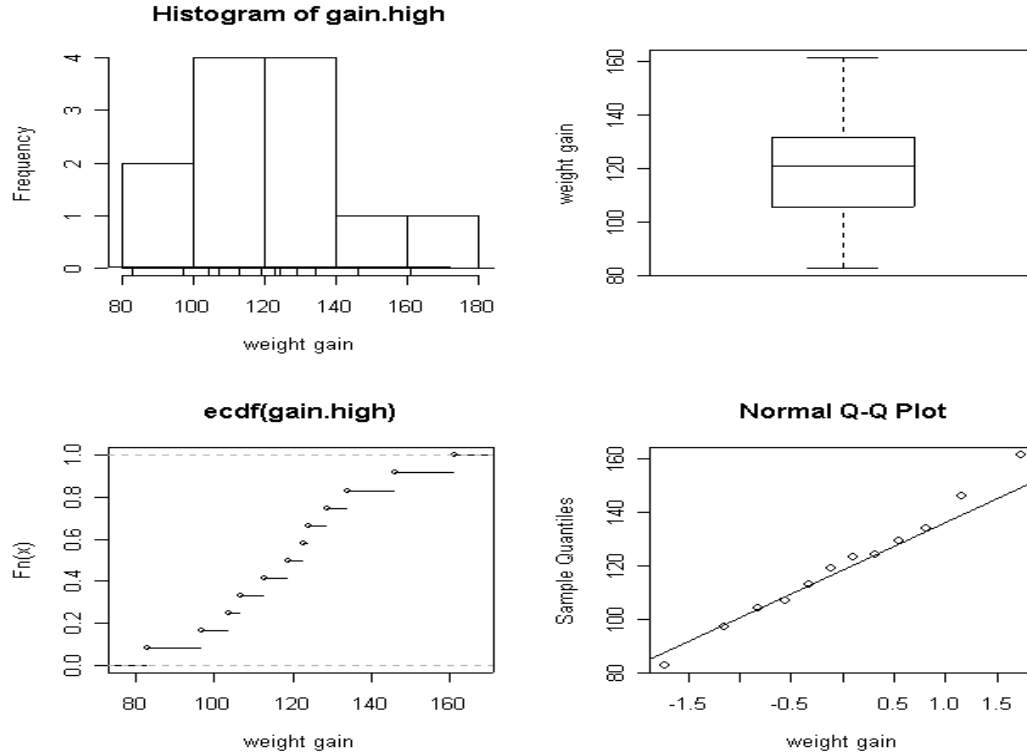 Histogram of gain.high
Frequency
0 1 2 3 4
80 100 120 140 160 180
weight gain
weight gain
80 100 120 140 160
ecdf(gain.high)
Fn(x)
0.0 0.2 0.4 0.6 0.8 1.0
80 100 120 140 160
weight gain
Normal Q-Q Plot
Sample Quantiles
80 100 120 140 160
-1.5 -0.5 0.5 1.0 1.5
weight gain